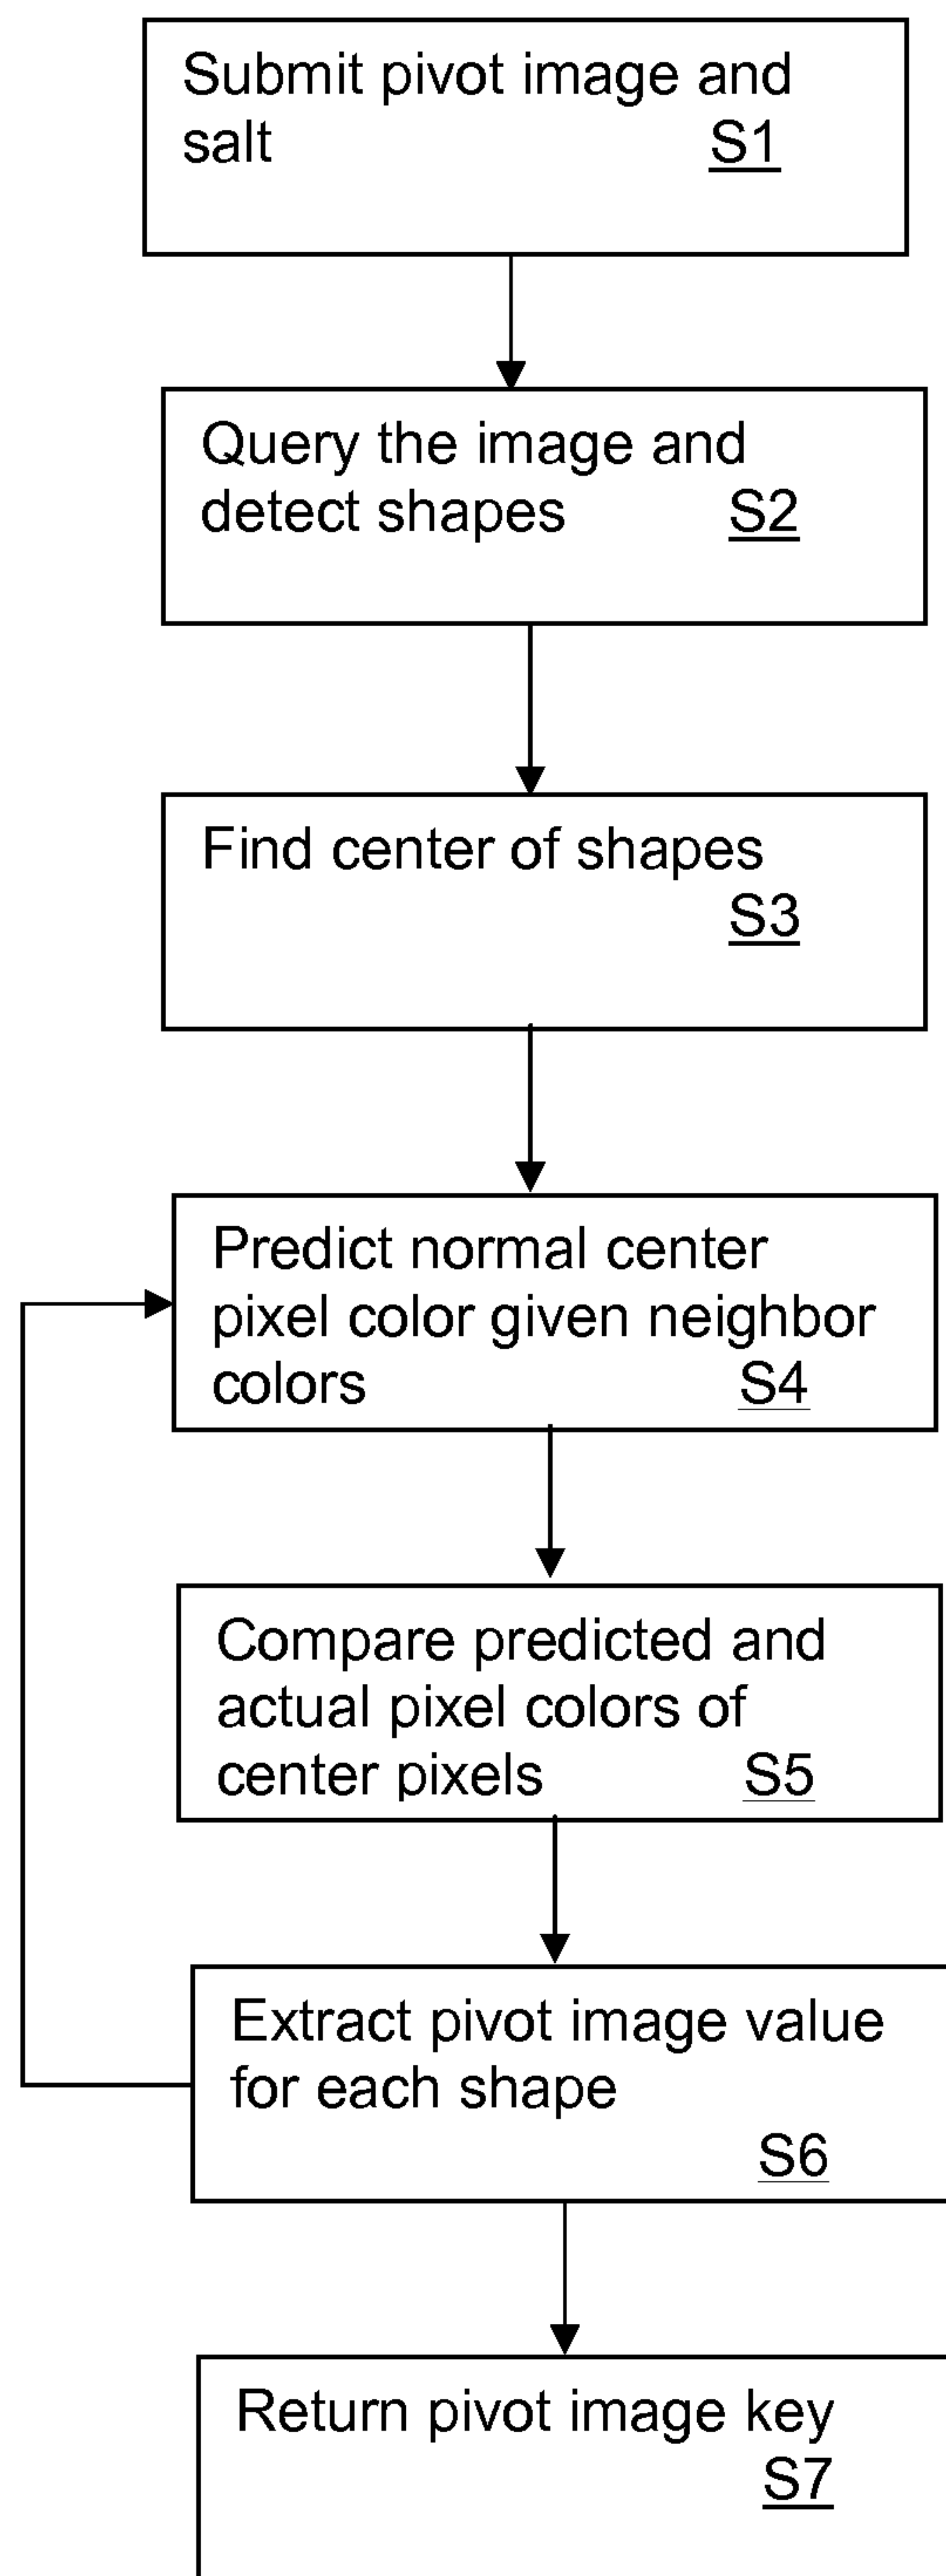 Submit pivot image and
salt S1
Query the image and
detect shapes S2
Find center of shapes
S3
Predict normal center
pixel color given neighbor
colors S4
Compare predicted and
actual pixel colors of
center pixels S5
Extract pivot image value
for each shape
S6
Return pivot image key
S7